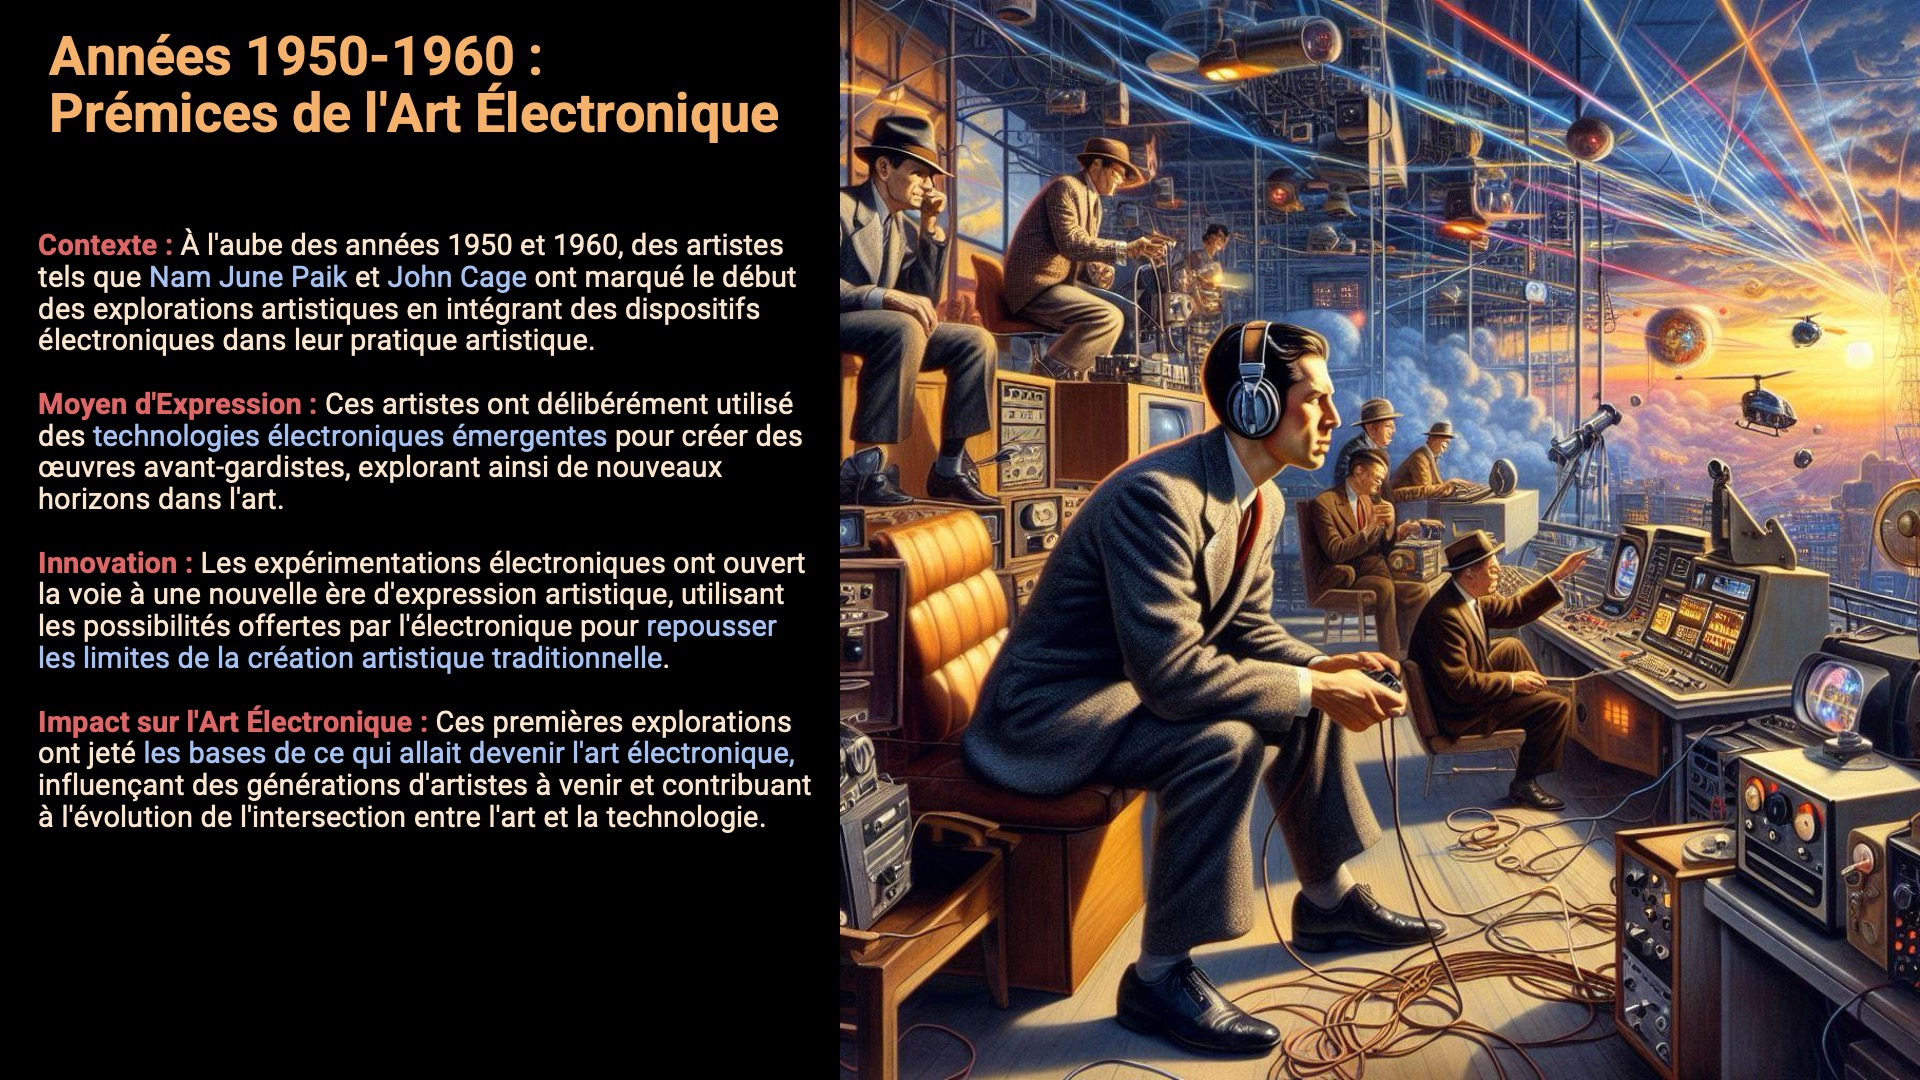 Années 1950-1960 :
Prémices de l'Art Électronique
Contexte : À l'aube des années 1950 et 1960, des artistes
tels que Nam June Paik et John Cage ont marqué le début
des explorations artistiques en intégrant des dispositifs
électroniques dans leur pratique artistique.
Moyen d'Expression : Ces artistes ont délibérément utilisé
des technologies électroniques émergentes pour créer des
œuvres avant-gardistes, explorant ainsi de nouveaux
horizons dans l'art.
Innovation : Les expérimentations électroniques ont ouvert
la voie à une nouvelle ère d'expression artistique, utilisant
les possibilités offertes par l'électronique pour repousser
les limites de la création artistique traditionnelle.
Impact sur l'Art Électronique : Ces premières explorations
ont jeté les bases de ce qui allait devenir l'art électronique,
influençant des générations d'artistes à venir et contribuant
à l'évolution de l'intersection entre l'art et la technologie.